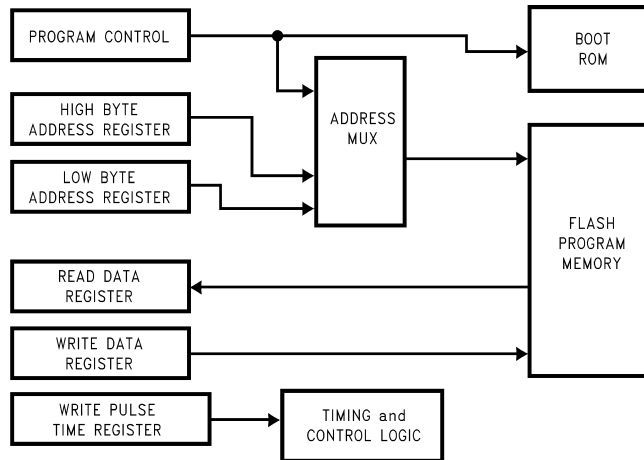 PROGRAM CONTROL
BOOT
ROM
HIGH BYTE
ADDRESS REGISTER
ADDRESS
MUX
LOW BYTE
ADDRESS REGISTER
FLASH
PROGRAM
MEMORY
READ DATA
REGISTER
WRITE DATA
REGISTER
WRITE PULSE
TIME REGISTER
TIMING and
CONTROL LOGIC